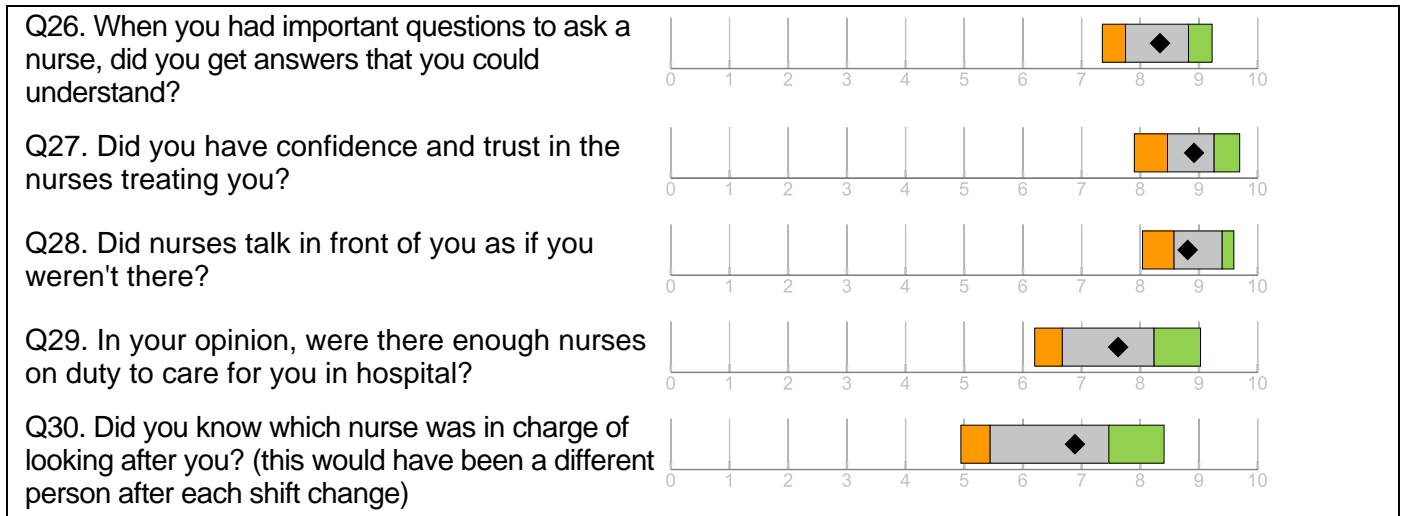 Q26. When you had important questions to ask a
nurse, did you get answers that you could
understand?
0 1 2 3 4 5 6 7 8 9 10
Q27. Did you have confidence and trust in the
nurses treating you?
0 1 2 3 4 5 6 7 8 9 10
Q28. Did nurses talk in front of you as if you
weren't there?
0 1 2 3 4 5 6 7 8 9 10
Q29. In your opinion, were there enough nurses
on duty to care for you in hospital?
0 1 2 3 4 5 6 7 8 9 10
Q30. Did you know which nurse was in charge of
looking after you? (this would have been a different
person after each shift change)
0 1 2 3 4 5 6 7 8 9 10